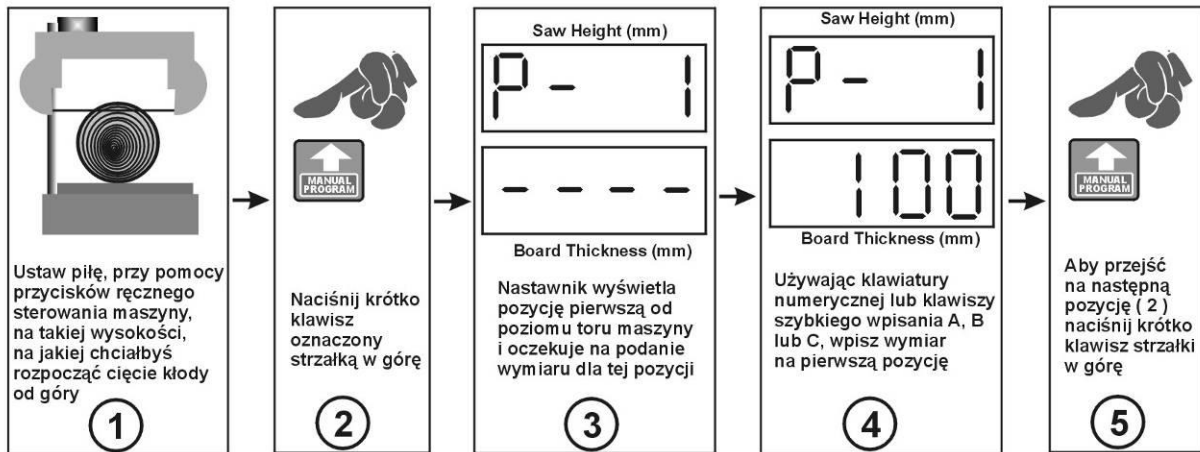 Ustaw piłę, przy pomocy
przycisków ręcznego
sterowania maszyny,
na takiej wysokości,
na jakiej chciałbyś
rozpocząć cięcie kłody
od góry
1
MANUAL
PROGRAM
Naciśnij krótko
klawisz
oznaczony
strzałką w górę
2
Saw Height (mm)
P - 1
- - - -
Board Thickness (mm)
Nastawnik wyświetla
pozycję pierwszą od
poziomu toru maszyny
i oczekuje na podanie
wymiaru dla tej pozycji
3
Saw Height (mm)
P - 1
100
Board Thickness (mm)
Używając klawiatury
numerycznej lub klawiszy
szybkiego wpisania A, B
lub C, wpisz wymiar
na pierwszą pozycję
4
MANUAL
PROGRAM
Aby przejść
na następną
pozycję ( 2 )
naciśnij krótko
klawisz strzałki
w górę
5